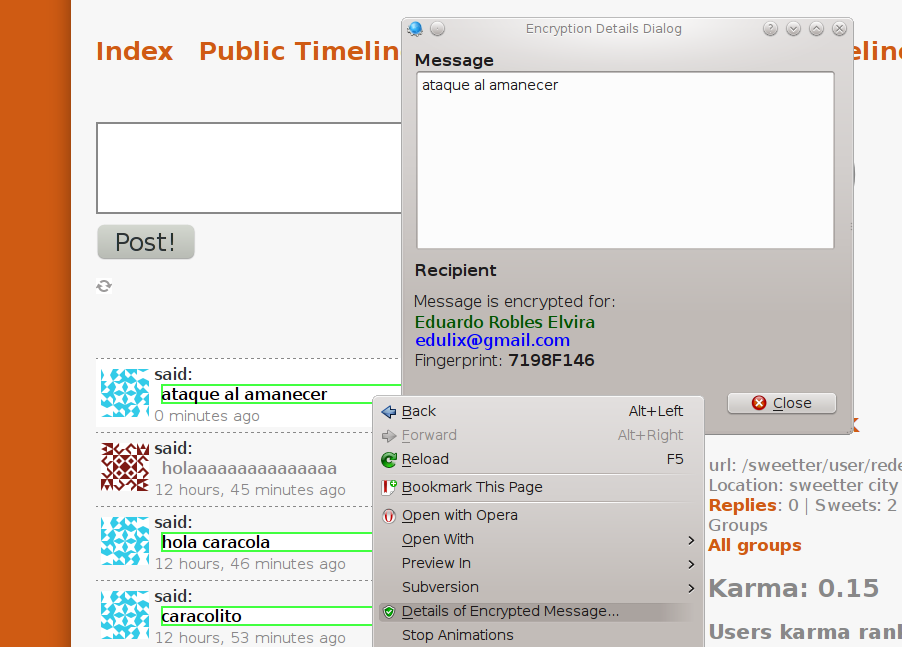 Encryption Details Dialog
Index Public Timelin
Message
ataque al amanecer
Post!
Recipient
Message is encrypted for:
Eduardo Robles Elvira
edulix@gmail.com
Fingerprint: 7198F146
Close
said:
ataque al amanecer
0 minutes ago
said:
holaaaaaaaaaaaaaaa
12 hours, 45 minutes ago
said:
hola caracola
12 hours, 46 minutes ago
said:
caracolito
12 hours, 53 minutes ago
Back Alt+Left
Forward Alt+Right
Reload F5
Bookmark This Page
Open with Opera
Open With
Preview In
Subversion
Details of Encrypted Message...
Stop Animations
url: /sweetter/user/rede
Location: sweetter city
Replies: 0 | Sweets: 2
Groups
All groups
Karma: 0.15
Users karma rank